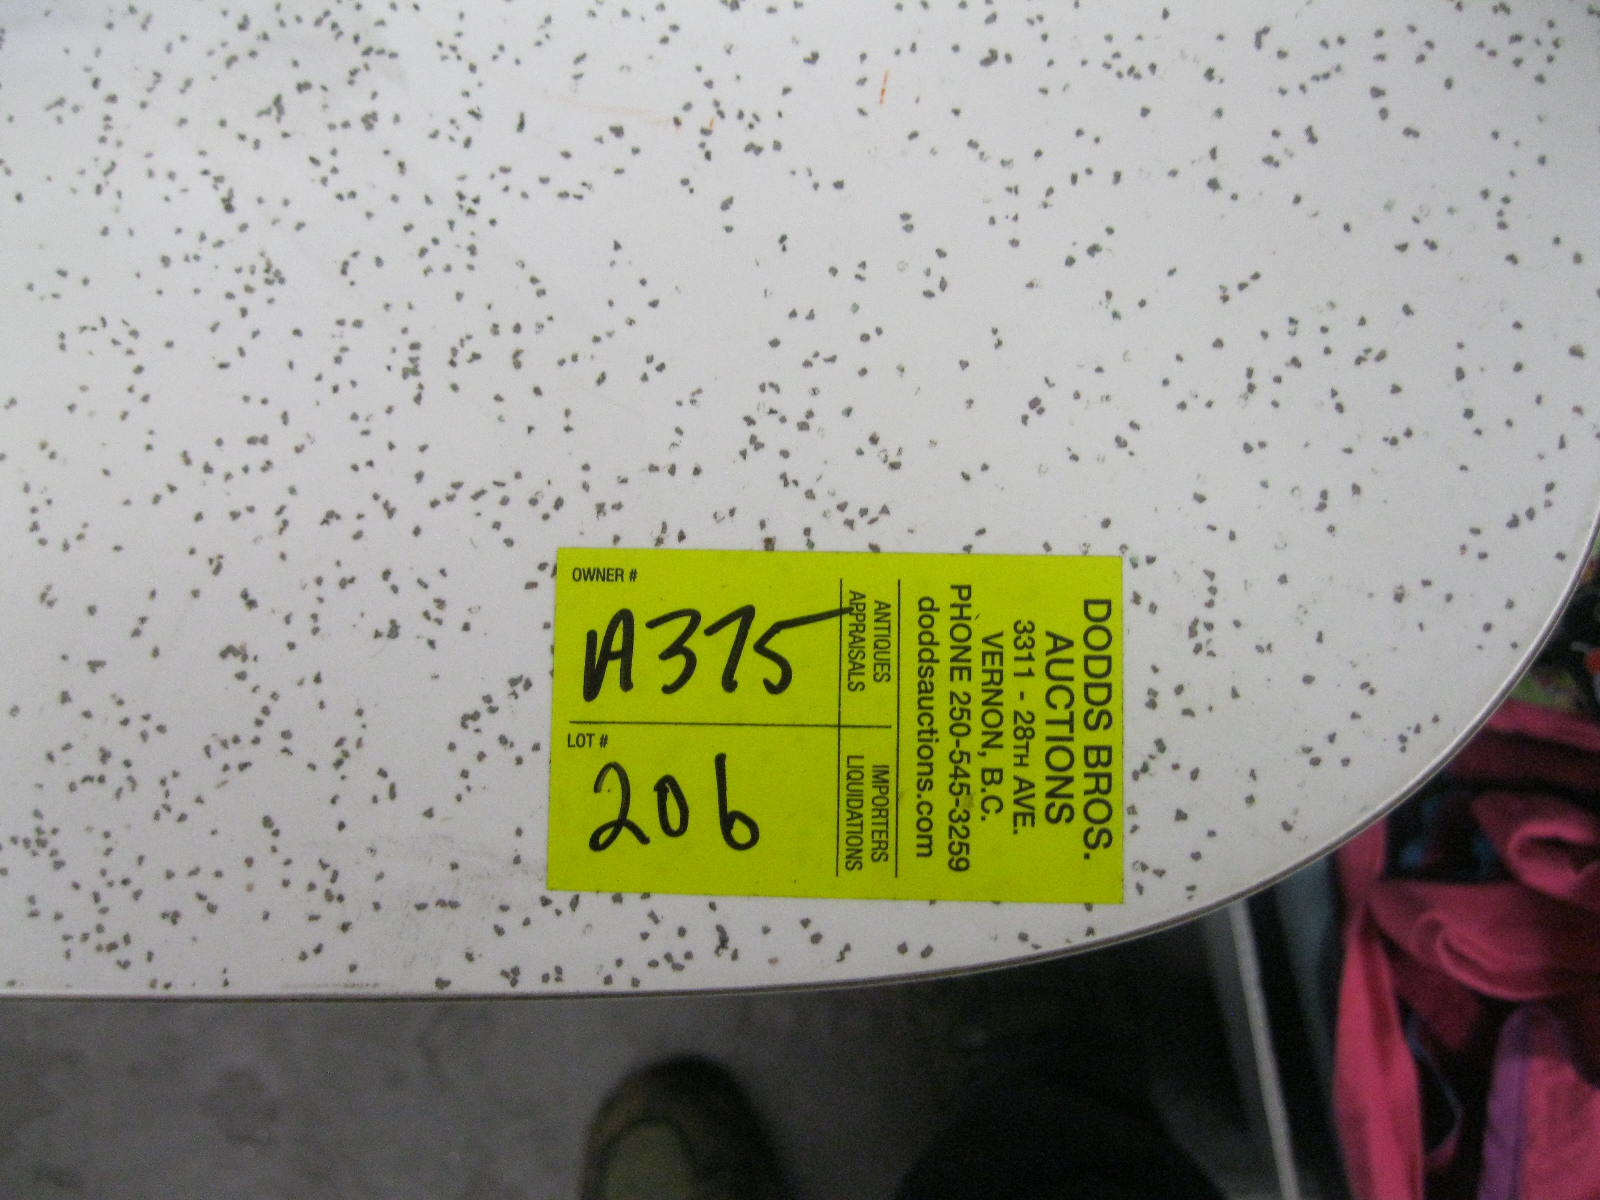 OWNER #
A375
LOT #
206
ANTIQUES
APPRAISALS
IMPORTERS
LIQUIDATIONS
DODDS BROS.
AUCTIONS
3311 - 28TH AVE.
VERNON, B.C.
PHONE 250-545-3259
doddsauctions.com